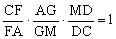 CF/FA · AG/GM · MD/DC = 1